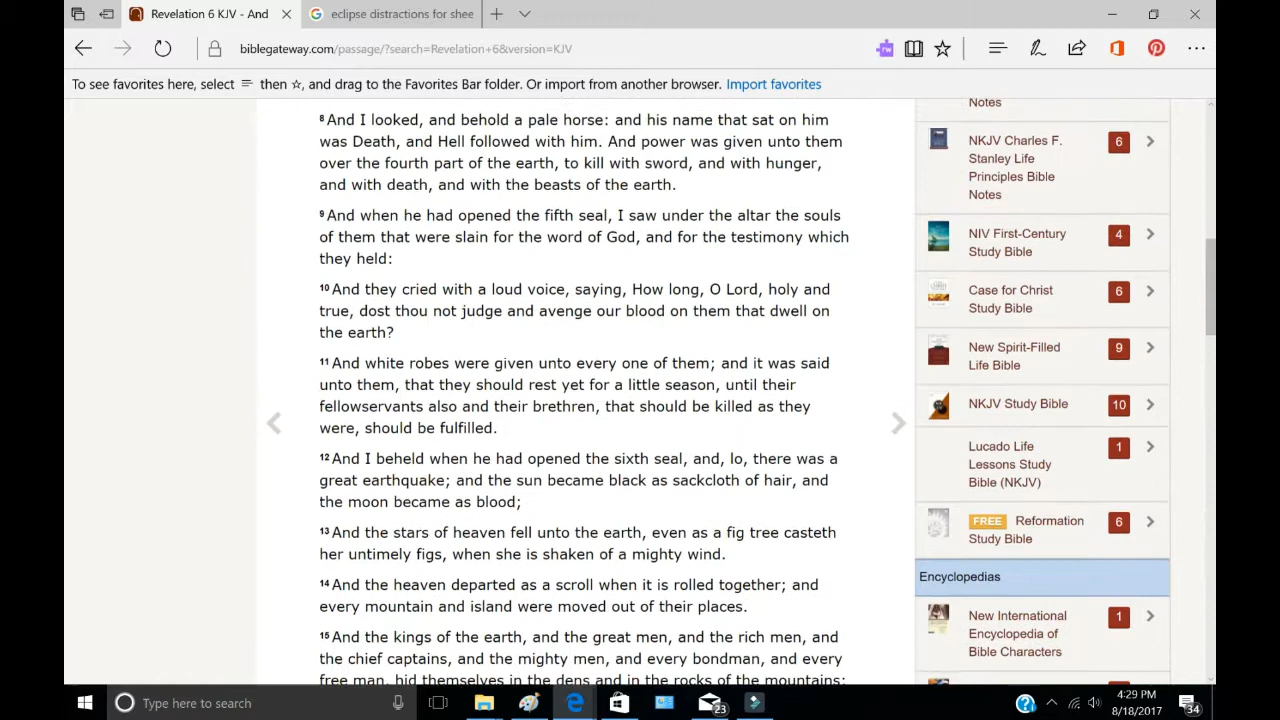 Revelation 6 KJV - And
eclipse distractions for shee
biblegateway.com/passage/?search=Revelation+6&version=KJV
To see favorites here, select then ☆, and drag to the Favorites Bar folder. Or import from another browser. Import favorites
8 And I looked, and behold a pale horse: and his name that sat on him
was Death, and Hell followed with him. And power was given unto them
over the fourth part of the earth, to kill with sword, and with hunger,
and with death, and with the beasts of the earth.
9 And when he had opened the fifth seal, I saw under the altar the souls
of them that were slain for the word of God, and for the testimony which
they held:
10 And they cried with a loud voice, saying, How long, O Lord, holy and
true, dost thou not judge and avenge our blood on them that dwell on
the earth?
11 And white robes were given unto every one of them; and it was said
unto them, that they should rest yet for a little season, until their
fellowservants also and their brethren, that should be killed as they
were, should be fulfilled.
12 And I beheld when he had opened the sixth seal, and, lo, there was a
great earthquake; and the sun became black as sackcloth of hair, and
the moon became as blood;
13 And the stars of heaven fell unto the earth, even as a fig tree casteth
her untimely figs, when she is shaken of a mighty wind.
14 And the heaven departed as a scroll when it is rolled together; and
every mountain and island were moved out of their places.
15 And the kings of the earth, and the great men, and the rich men, and
the chief captains, and the mighty men, and every bondman, and every
free man, hid themselves in the dens and in the rocks of the mountains;
Notes
NKJV Charles F. 6
Stanley Life
Principles Bible
Notes
NIV First-Century 4
Study Bible
Case for Christ 6
Study Bible
New Spirit-Filled 9
Life Bible
NKJV Study Bible 10
Lucado Life 1
Lessons Study
Bible (NKJV)
FREE Reformation 6
Study Bible
Encyclopedias
New International 1
Encyclopedia of
Bible Characters
Type here to search
23
4:29 PM
8/18/2017
34